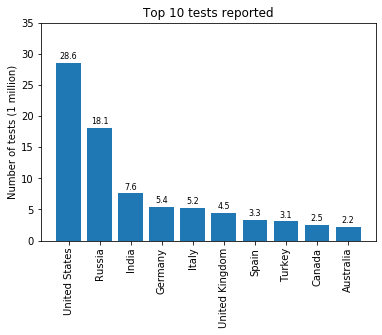 Top 10 tests reported
Number of tests (1 million)
35
30
25
20
15
10
5
0
28.6
18.1
7.6
5.4
5.2
4.5
3.3
3.1
2.5
2.2
United States
Russia
India
Germany
Italy
United Kingdom
Spain
Turkey
Canada
Australia